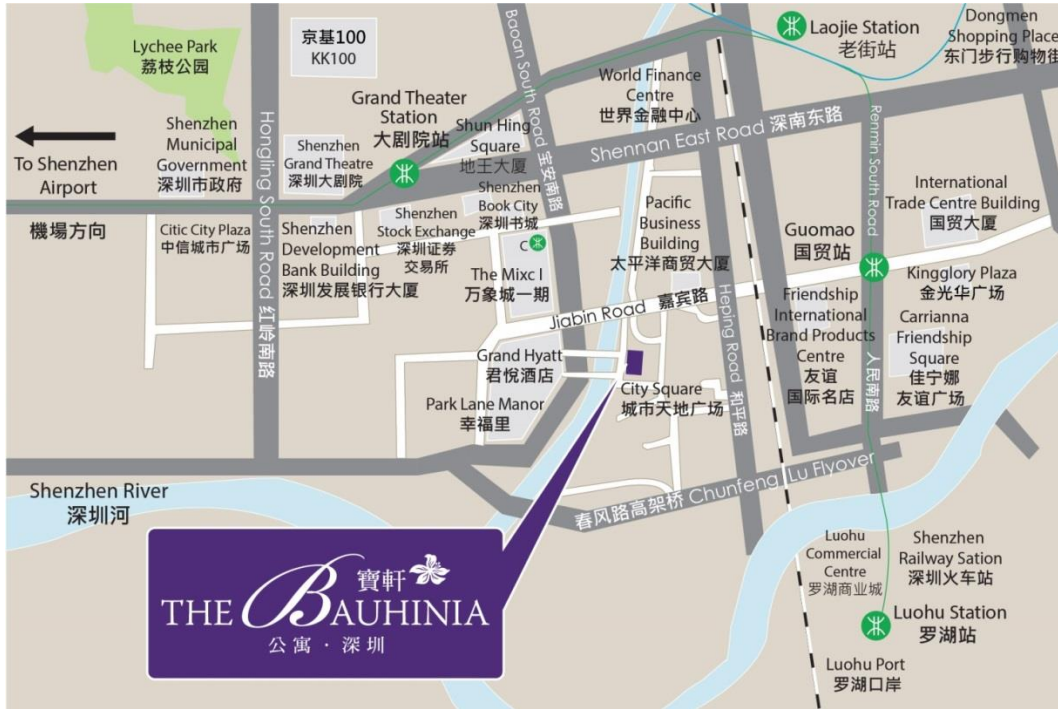 Lychee Park
荔枝公园
京基100
KK100
Baoan South Road 宝安南路
Laojie Station
老街站
Dongmen
Shopping Place
东门步行购物街
Grand Theater
Station
大剧院站
World Finance
Centre
世界金融中心
To Shenzhen
Airport
機場方向
Shenzhen
Municipal
Government
深圳市政府
Hongling South Road 红岭南路
Shenzhen
Grand Theatre
深圳大剧院
Shun Hing
Square
地王大厦
Shennan East Road 深南东路
Renmin South Road
人民南路
Shenzhen
Book City
深圳书城
International
Trade Centre Building
国贸大厦
Citic City Plaza
中信城市广场
Shenzhen
Development
Bank Building
深圳发展银行大厦
Shenzhen
Stock Exchange
深圳证券
交易所
C
The Mixc I
万象城一期
Pacific
Business
Building
太平洋商贸大厦
Guomao
国贸站
Kingglory Plaza
金光华广场
Jiabin Road 嘉宾路
Heping Road 和平路
Friendship
International
Brand Products
Centre
友谊
国际名店
Carrianna
Friendship
Square
佳宁娜
友谊广场
Grand Hyatt
君悦酒店
Park Lane Manor
幸福里
City Square
城市天地广场
春风路高架桥 Chunfeng Lu Flyover
Shenzhen River
深圳河
寶軒
THE BAUHINIA
公寓·深圳
Luohu
Commercial
Centre
罗湖商业城
Shenzhen
Railway Sation
深圳火车站
Luohu Station
罗湖站
Luohu Port
罗湖口岸